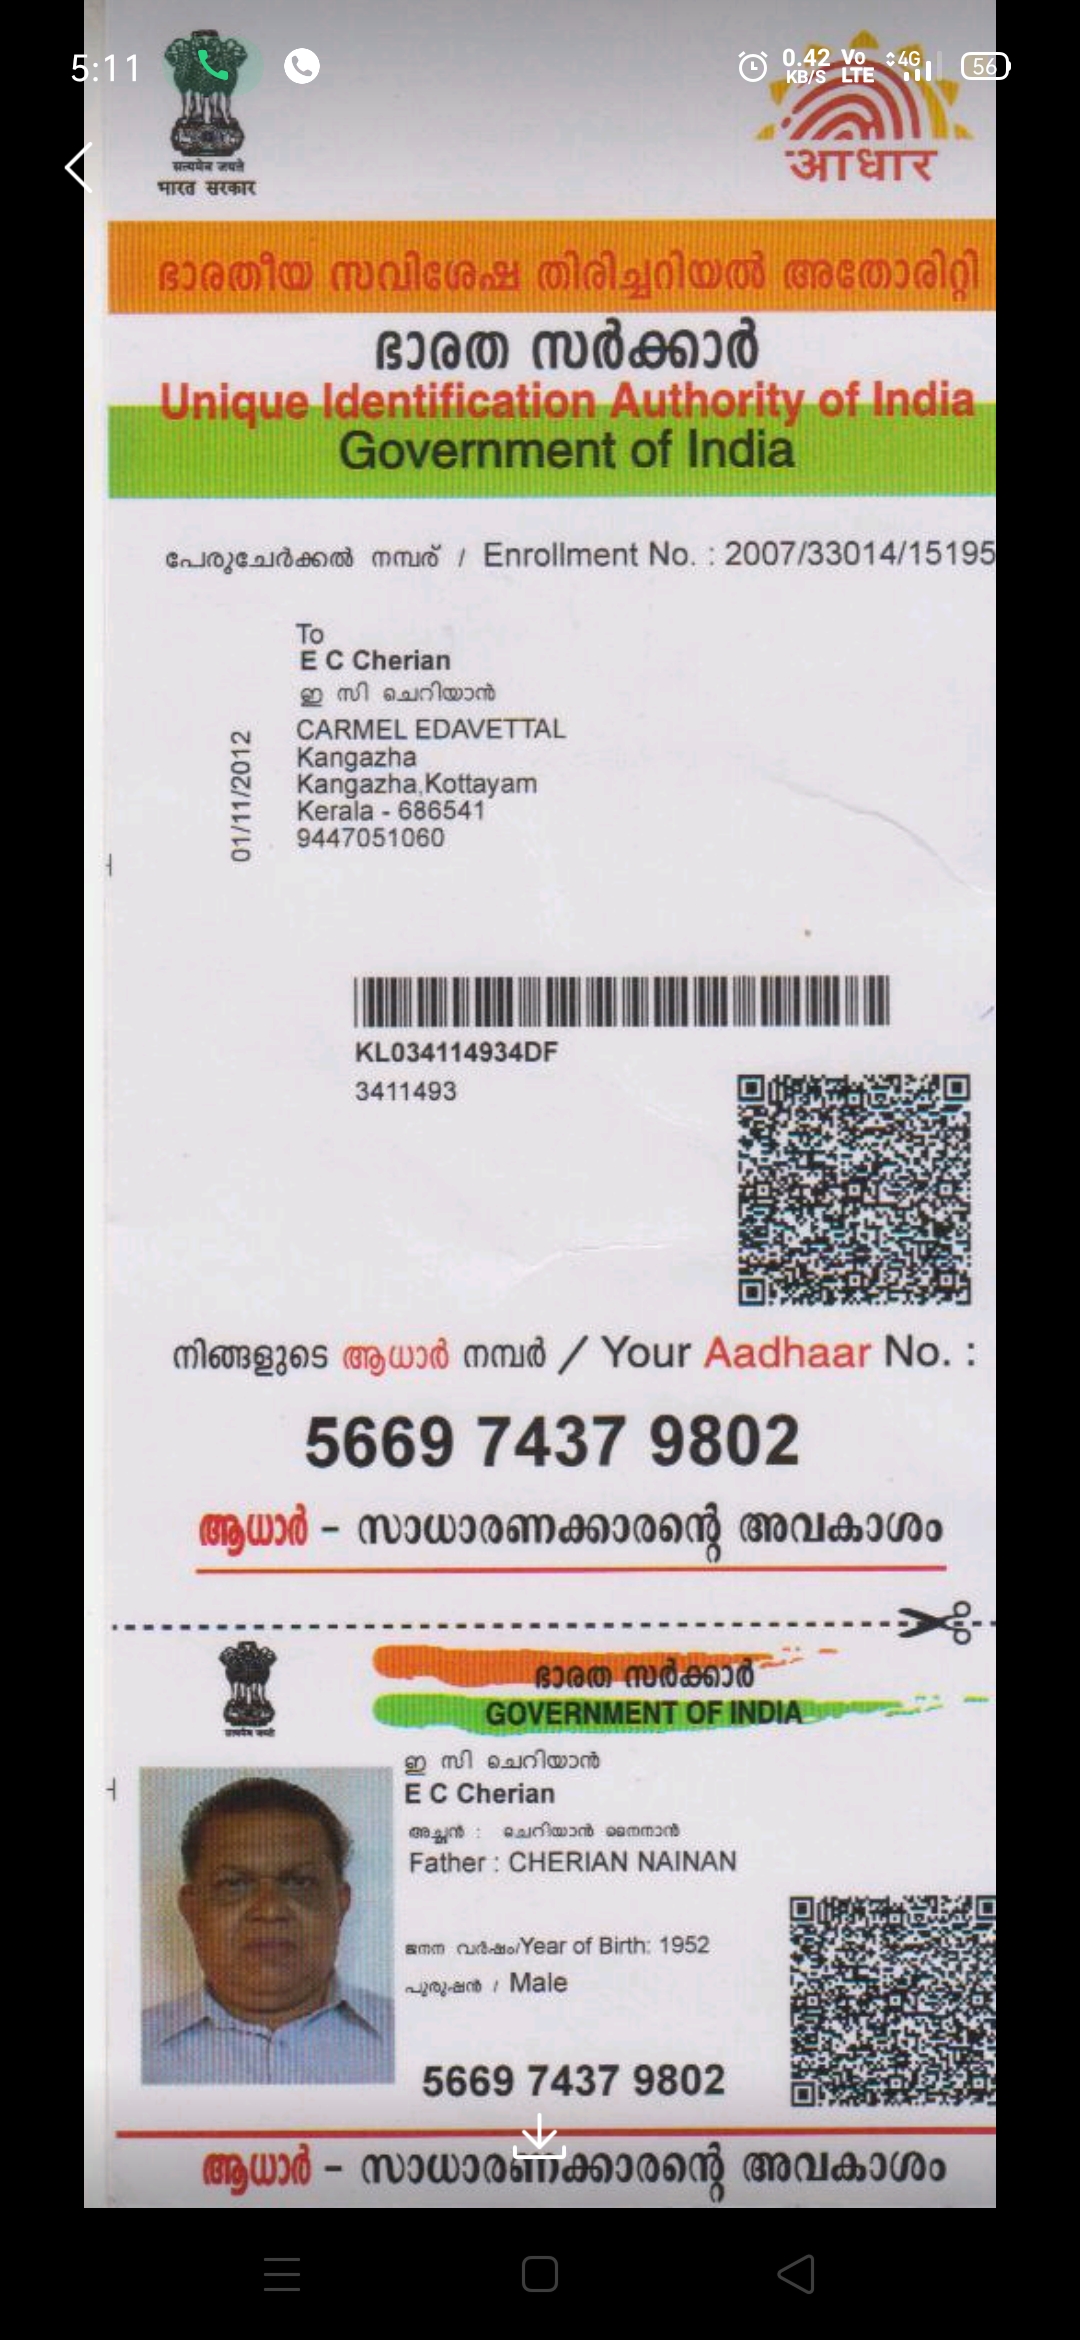 5:11
0.42 KB/S
Vo LTE
4G
56
सत्यमेव जयते
भारत सरकार
आधार
ഭാരതീയ സവിശേഷ തിരിച്ചറിയൽ അതോരിറ്റി
ഭാരത സർക്കാർ
Unique Identification Authority of India
Government of India
പേരുചേർക്കൽ നമ്പര് / Enrollment No. : 2007/33014/15195
To
E C Cherian
ഇ സി ചെറിയാൻ
CARMEL EDAVETTAL
Kangazha
Kangazha,Kottayam
Kerala - 686541
9447051060
01/11/2012
KL034114934DF
3411493
നിങ്ങളുടെ ആധാർ നമ്പർ / Your Aadhaar No. :
5669 7437 9802
ആധാർ – സാധാരണക്കാരന്റെ അവകാശം
ഭാരത സർക്കാർ
GOVERNMENT OF INDIA
सत्यमेव जयते
ഇ സി ചെറിയാൻ
E C Cherian
അച്ഛൻ : ചെറിയാൻ നൈനാൻ
Father : CHERIAN NAINAN
ജനന വർഷം/Year of Birth: 1952
പുരുഷൻ / Male
5669 7437 9802
ആധാർ – സാധാരണക്കാരന്റെ അവകാശം